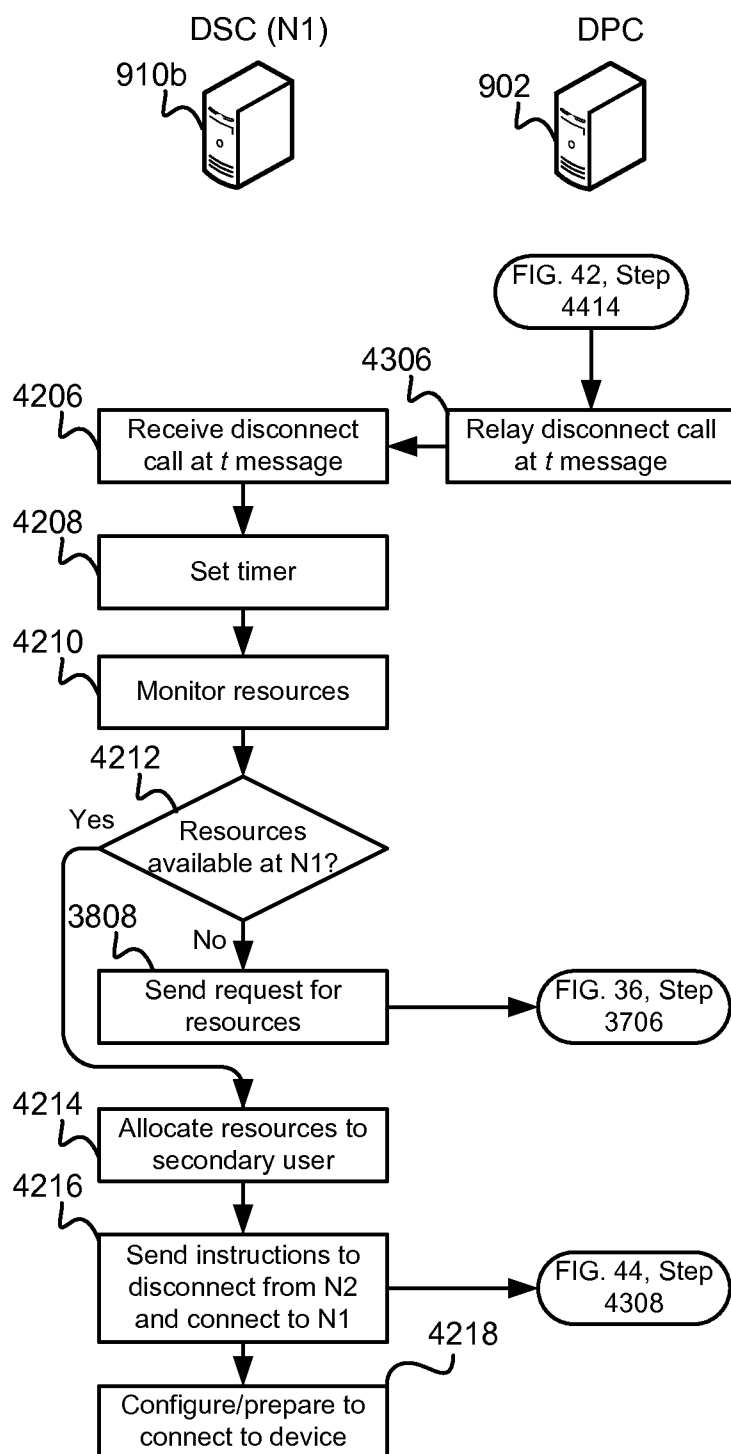 DSC (N1)
DPC
910b
902
FIG. 42, Step
4414
4306
4206
Receive disconnect
call at t message
Relay disconnect call
at t message
4208
Set timer
4210
Monitor resources
4212
Yes
Resources
available at N1?
3808
No
Send request for
resources
FIG. 36, Step
3706
4214
Allocate resources to
secondary user
4216
Send instructions to
disconnect from N2
and connect to N1
FIG. 44, Step
4308
4218
Configure/prepare to
connect to device